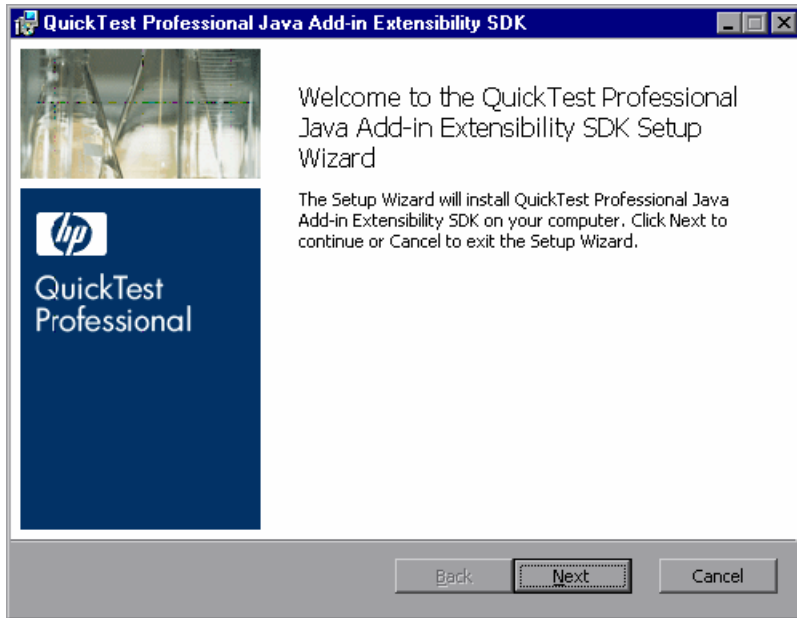 QuickTest Professional Java Add-in Extensibility SDK
Welcome to the QuickTest Professional
Java Add-in Extensibility SDK Setup
Wizard
The Setup Wizard will install QuickTest Professional Java
Add-in Extensibility SDK on your computer. Click Next to
continue or Cancel to exit the Setup Wizard.
hp
QuickTest
Professional
Back
Next
Cancel